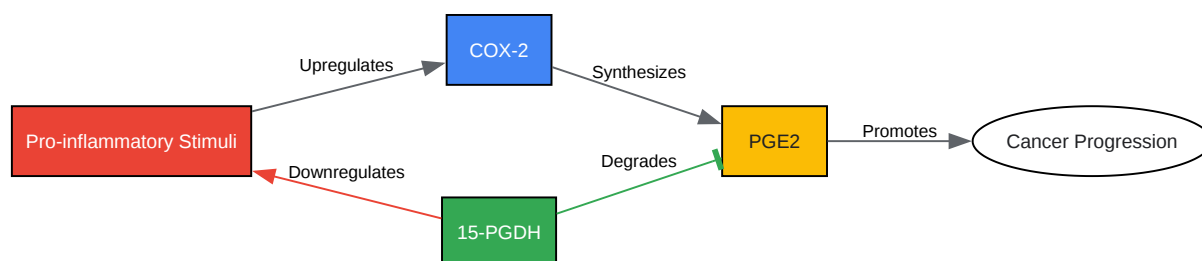 COX-2
Upregulates
Synthesizes
Pro-inflammatory Stimuli
PGE2
Promotes
Cancer Progression
Downregulates
Degrades
15-PGDH